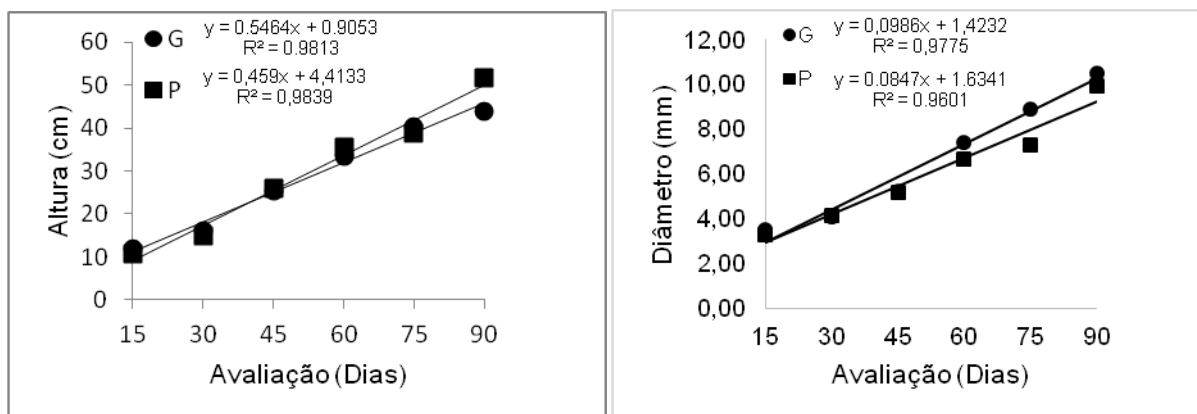 y = 0.5464x + 0.9053
G
R² = 0.9813
y = 0,459x + 4,4133
P
R² = 0,9839
60
50
40
30
20
10
0
Altura (cm)
15 30 45 60 75 90
Avaliação (Dias)
y = 0,0986x + 1,4232
G
R² = 0,9775
y = 0.0847x + 1.6341
P
R² = 0.9601
12,00
10,00
8,00
6,00
4,00
2,00
0,00
Diâmetro (mm)
15 30 45 60 75 90
Avaliação (Dias)